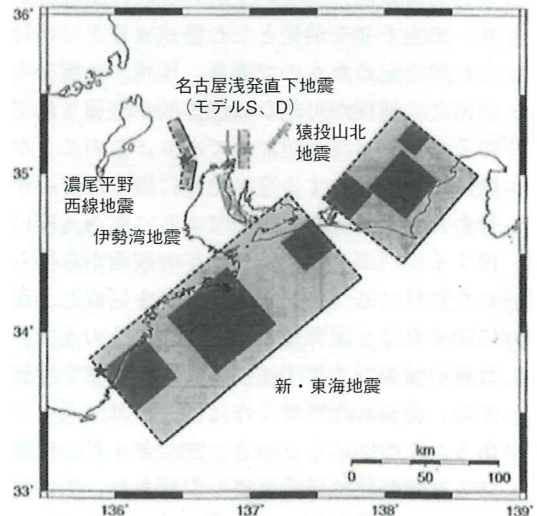 36°
名古屋浅発直下地震
（モデルS、D）
猿投山北
地震
35°
濃尾平野
西線地震
伊勢湾地震
34°
新・東海地震
km
0 50 100
33°
136° 137° 138° 139°